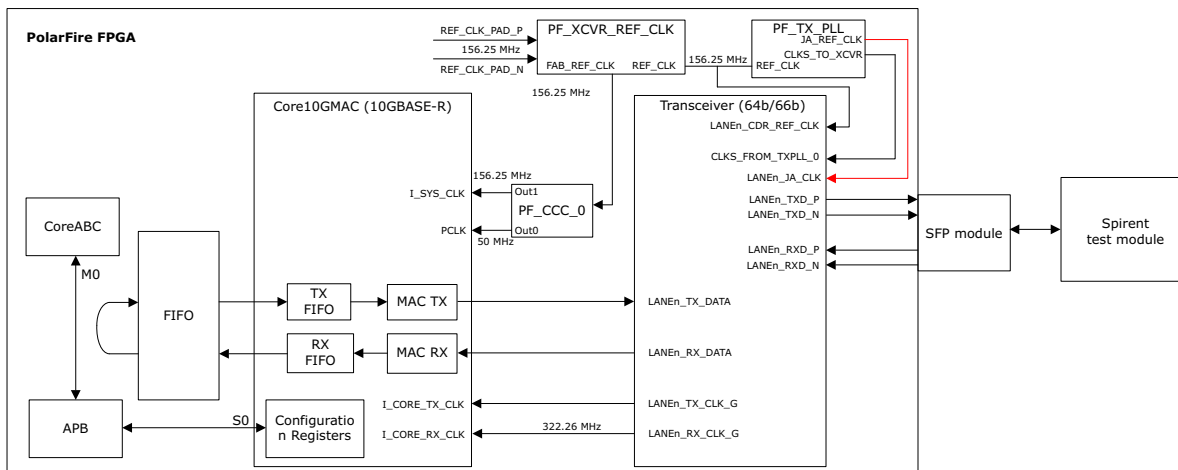 PolarFire FPGA
REF_CLK_PAD_P
156.25 MHz
REF_CLK_PAD_N
PF_XCVR_REF_CLK
FAB_REF_CLK
REF_CLK
156.25 MHz
PF_TX_PLL
JA_REF_CLK
CLKS_TO_XCVR
REF_CLK
156.25 MHz
Core10GMAC (10GBASE-R)
Transceiver (64b/66b)
LANEn_CDR_REF_CLK
CLKS_FROM_TXPLL_0
LANEn_JA_CLK
LANEn_TXD_P
LANEn_TXD_N
LANEn_RXD_P
LANEn_RXD_N
156.25 MHz
I_SYS_CLK
Out1
PF_CCC_0
PCLK
Out0
50 MHz
SFP module
Spirent
test module
CoreABC
M0
FIFO
TX
FIFO
MAC TX
LANEn_TX_DATA
RX
FIFO
MAC RX
LANEn_RX_DATA
APB
S0
Configuratio
n Registers
I_CORE_TX_CLK
LANEn_TX_CLK_G
I_CORE_RX_CLK
322.26 MHz
LANEn_RX_CLK_G